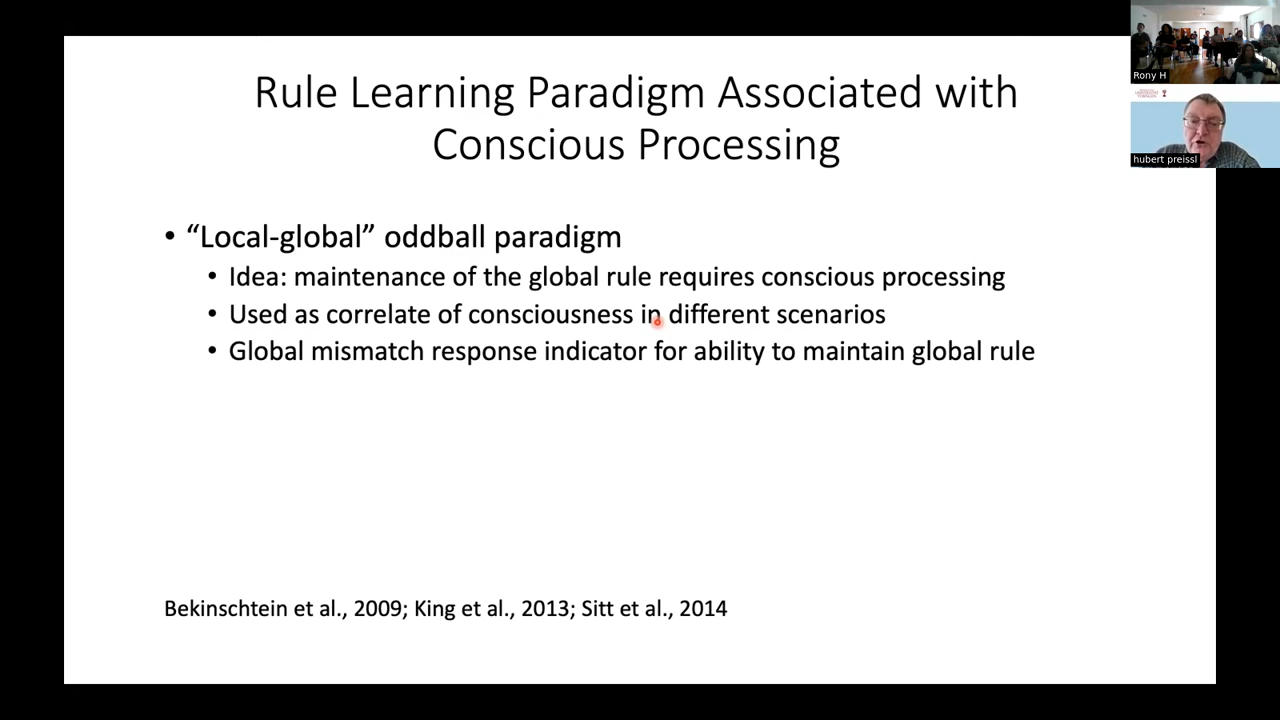 Rule Learning Paradigm Associated with
Conscious Processing
• “Local-global” oddball paradigm
• Idea: maintenance of the global rule requires conscious processing
• Used as correlate of consciousness in different scenarios
• Global mismatch response indicator for ability to maintain global rule
Bekinschtein et al., 2009; King et al., 2013; Sitt et al., 2014
Rony H
hubert preissl